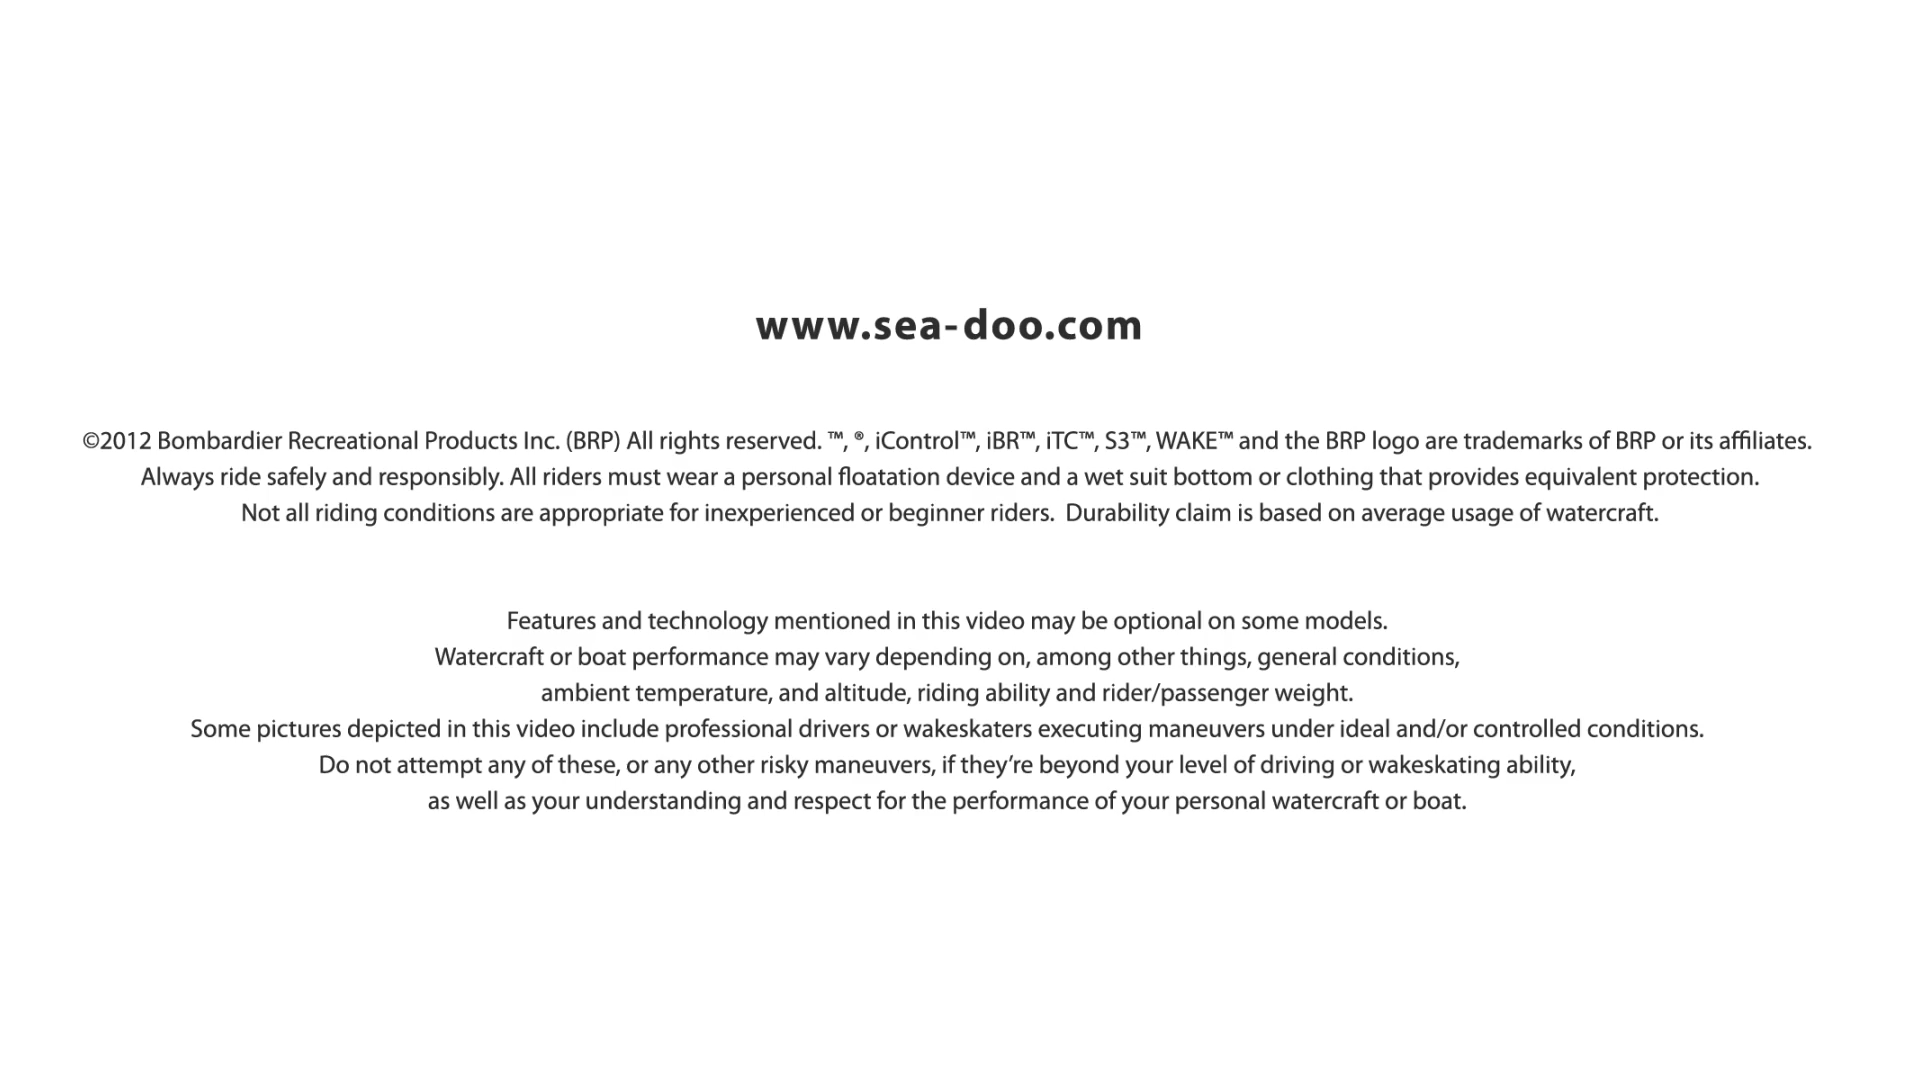 www.sea-doo.com
©2012 Bombardier Recreational Products Inc. (BRP) All rights reserved. ™, ®, iControl™, iBR™, iTC™, S3™, WAKE™ and the BRP logo are trademarks of BRP or its affiliates.
Always ride safely and responsibly. All riders must wear a personal floatation device and a wet suit bottom or clothing that provides equivalent protection.
Not all riding conditions are appropriate for inexperienced or beginner riders.  Durability claim is based on average usage of watercraft.
Features and technology mentioned in this video may be optional on some models.
Watercraft or boat performance may vary depending on, among other things, general conditions,
ambient temperature, and altitude, riding ability and rider/passenger weight.
Some pictures depicted in this video include professional drivers or wakeskaters executing maneuvers under ideal and/or controlled conditions.
Do not attempt any of these, or any other risky maneuvers, if they’re beyond your level of driving or wakeskating ability,
as well as your understanding and respect for the performance of your personal watercraft or boat.